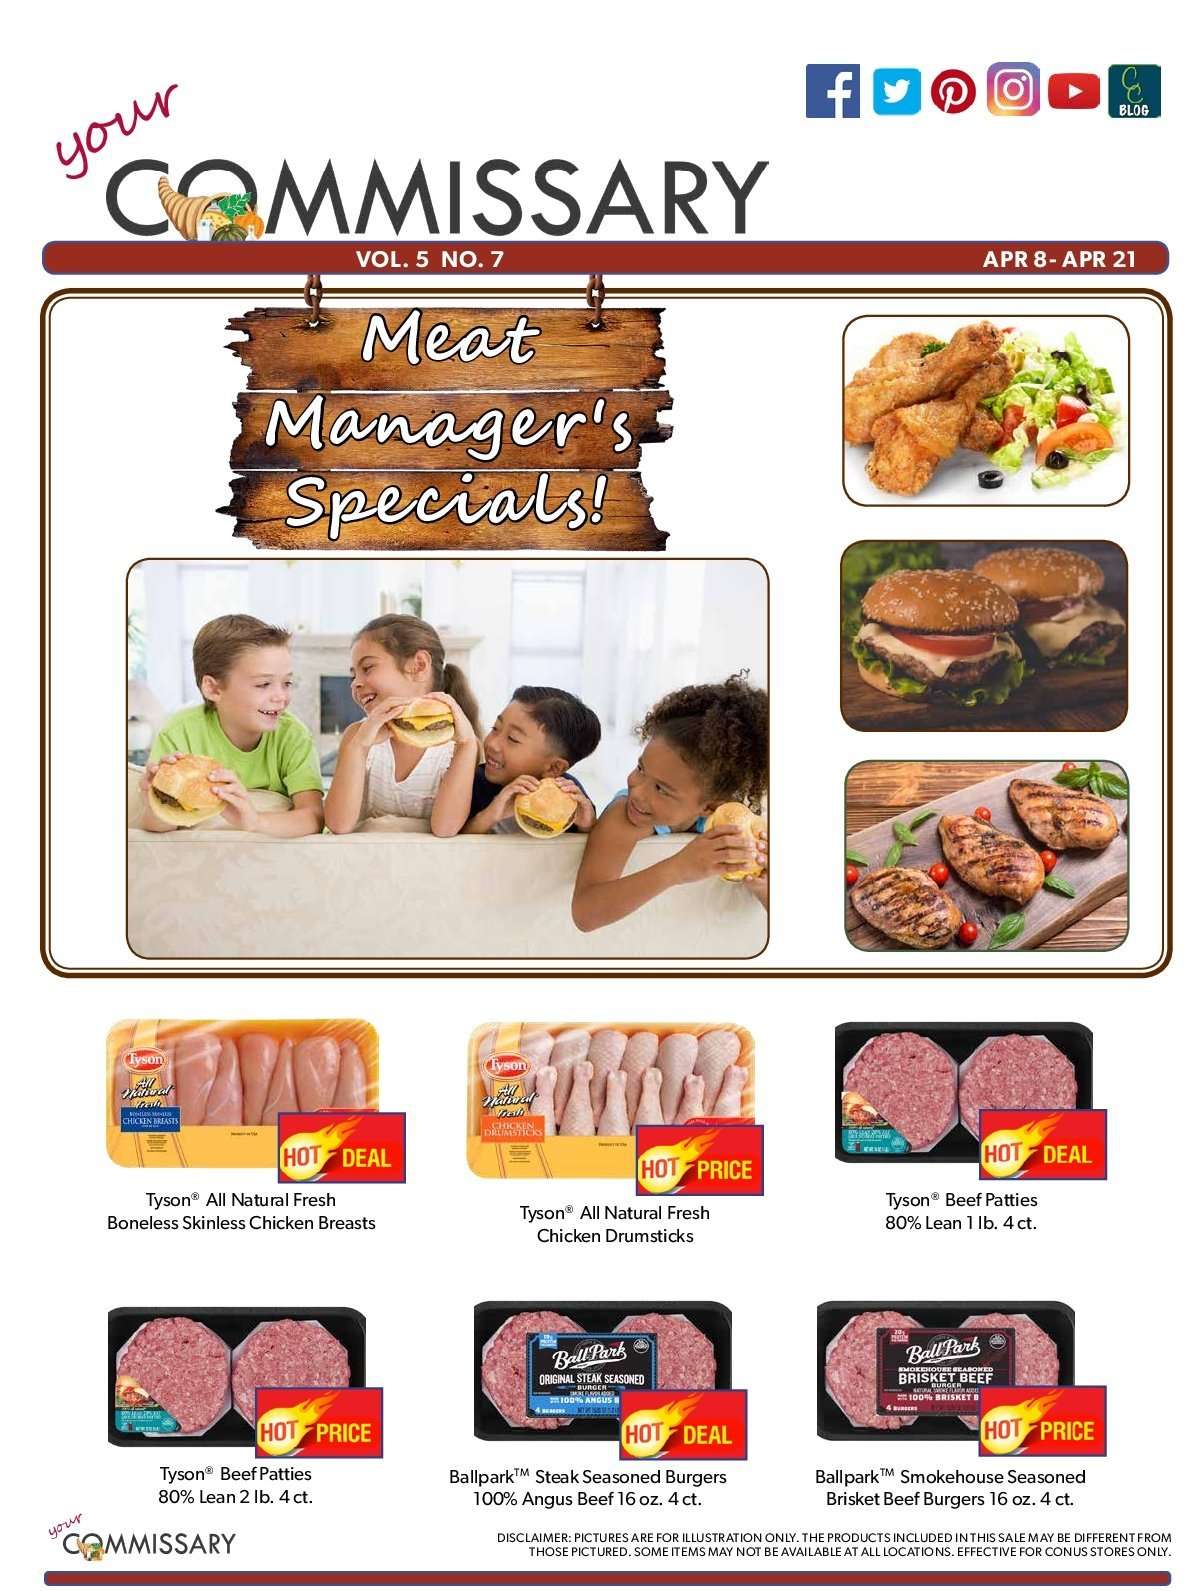 BLOG
your
COMMISSARY
VOL. 5 NO. 7 APR 8- APR 21
Meat
Manager's
Specials!
Tyson
All
Natural
Fresh
BONELESS SKINLESS
CHICKEN BREASTS
HOT DEAL
Tyson® All Natural Fresh
Boneless Skinless Chicken Breasts
Tyson
All
Natural
Fresh
CHICKEN
DRUMSTICKS
HOT PRICE
Tyson® All Natural Fresh
Chicken Drumsticks
HOT DEAL
Tyson® Beef Patties
80% Lean 1 lb. 4 ct.
HOT PRICE
Tyson® Beef Patties
80% Lean 2 lb. 4 ct.
Ball Park
ORIGINAL STEAK SEASONED
BURGER
SMOKE FLAVOR ADDED
100% ANGUS B
4 BURGERS
HOT DEAL
Ballpark™ Steak Seasoned Burgers
100% Angus Beef 16 oz. 4 ct.
Ball Park
SMOKEHOUSE SEASONED
BRISKET BEEF
BURGER
NATURAL SMOKE FLAVOR ADDED
100% BRISKET B
4 BURGERS
HOT PRICE
Ballpark™ Smokehouse Seasoned
Brisket Beef Burgers 16 oz. 4 ct.
your
COMMISSARY
DISCLAIMER: PICTURES ARE FOR ILLUSTRATION ONLY. THE PRODUCTS INCLUDED IN THIS SALE MAY BE DIFFERENT FROM
THOSE PICTURED. SOME ITEMS MAY NOT BE AVAILABLE AT ALL LOCATIONS. EFFECTIVE FOR CONUS STORES ONLY.